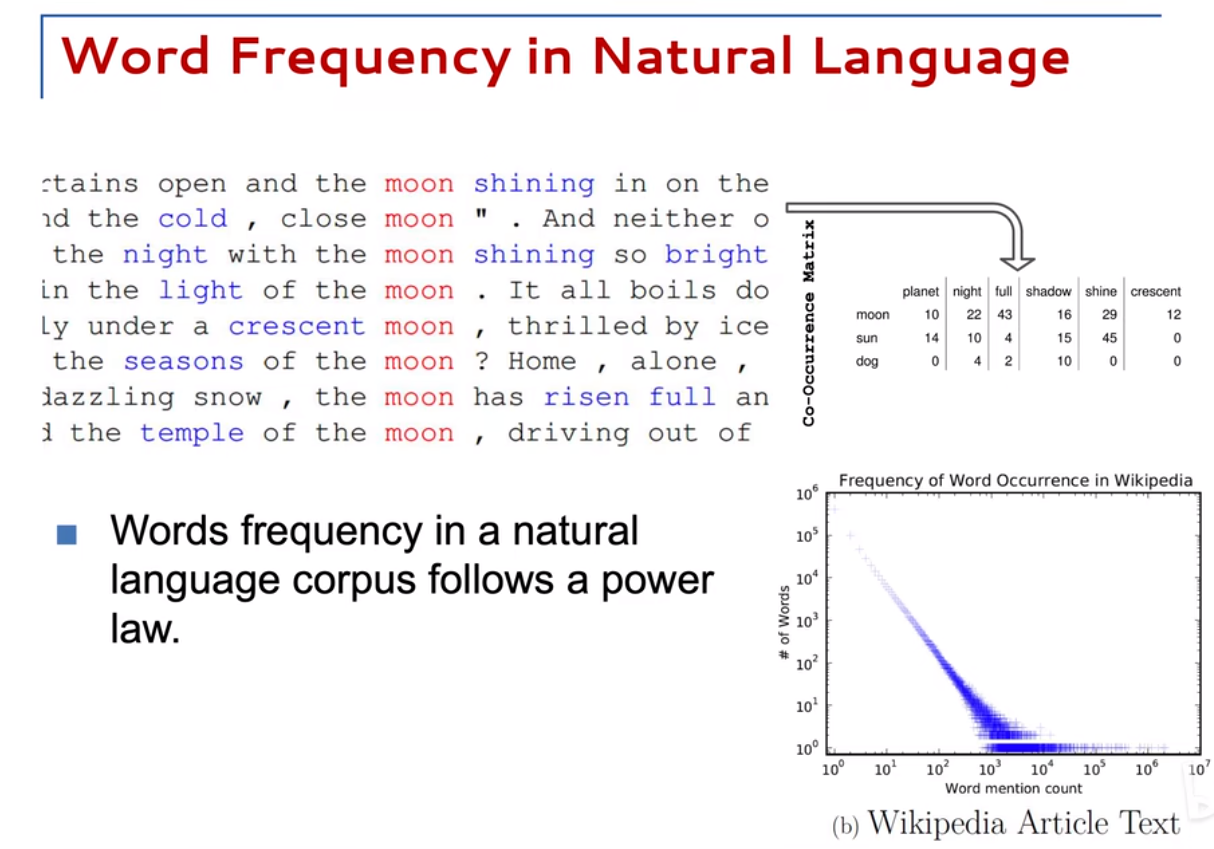 Word Frequency in Natural Language
rtains open and the moon shining in on the
nd the cold , close moon " . And neither o
the night with the moon shining so bright
in the light of the moon . It all boils do
ly under a crescent moon , thrilled by ice
the seasons of the moon ? Home , alone ,
dazzling snow , the moon has risen full an
d the temple of the moon , driving out of
Co-Occurrence Matrix
planet night full shadow shine crescent
moon 10 22 43 16 29 12
sun 14 10 4 15 45 0
dog 0 4 2 10 0 0
Words frequency in a natural
language corpus follows a power
law.
Frequency of Word Occurrence in Wikipedia
# of Words
10^6
10^5
10^4
10^3
10^2
10^1
10^0
10^0 10^1 10^2 10^3 10^4 10^5 10^6 10^7
Word mention count
(b) Wikipedia Article Text